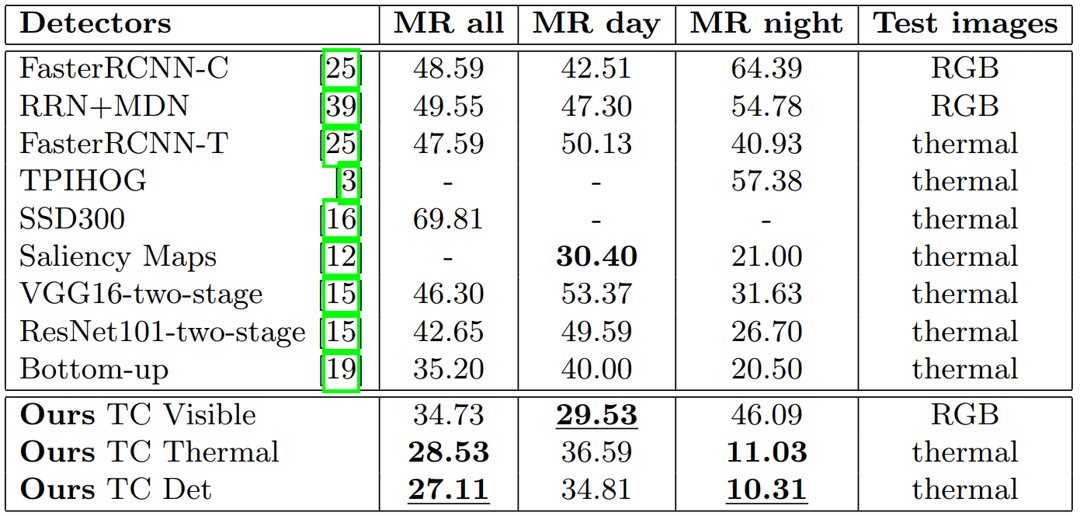 Detectors MR all MR day MR night Test images
FasterRCNN-C [25] 48.59 42.51 64.39 RGB
RRN+MDN [39] 49.55 47.30 54.78 RGB
FasterRCNN-T [25] 47.59 50.13 40.93 thermal
TPIHOG [3] - - 57.38 thermal
SSD300 [16] 69.81 - - thermal
Saliency Maps [12] - 30.40 21.00 thermal
VGG16-two-stage [15] 46.30 53.37 31.63 thermal
ResNet101-two-stage [15] 42.65 49.59 26.70 thermal
Bottom-up [19] 35.20 40.00 20.50 thermal
Ours TC Visible 34.73 29.53 46.09 RGB
Ours TC Thermal 28.53 36.59 11.03 thermal
Ours TC Det 27.11 34.81 10.31 thermal